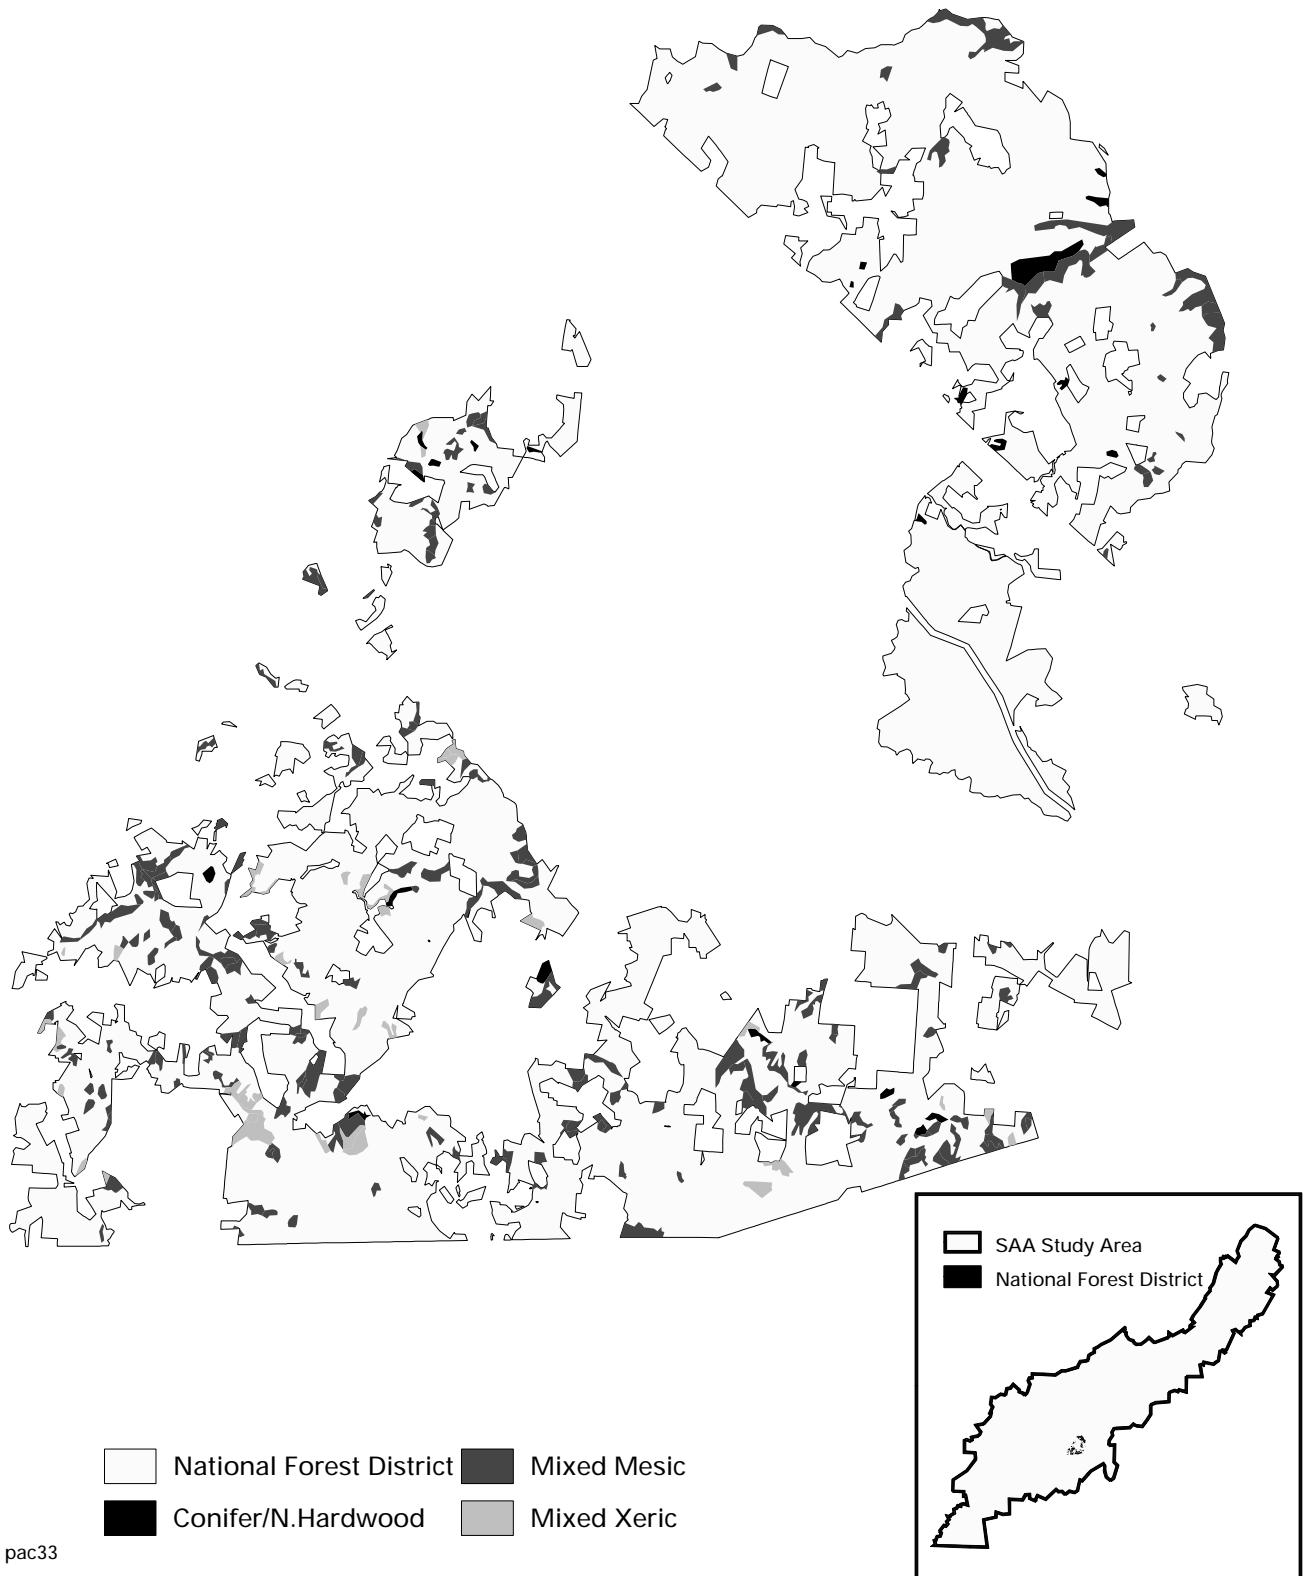 SAA Study Area
National Forest District
National Forest District
Mixed Mesic
Conifer/N.Hardwood
Mixed Xeric
pac33